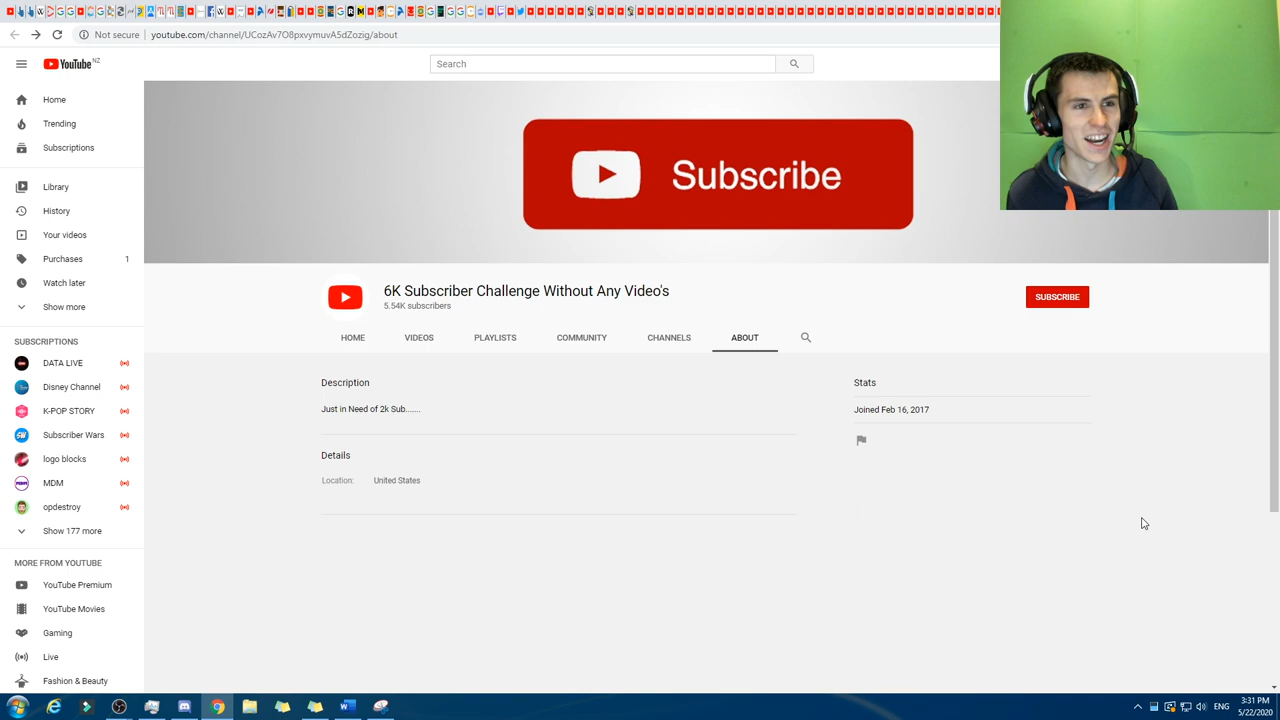 Not secure
youtube.com/channel/UCozAv7O8pxvymuvA5dZozig/about
YouTube NZ
Search
Home
Trending
Subscriptions
Library
History
Your videos
Purchases 1
Watch later
Show more
SUBSCRIPTIONS
DATA LIVE
Disney Channel
K-POP STORY
Subscriber Wars
logo blocks
MDM
opdestroy
Show 177 more
MORE FROM YOUTUBE
YouTube Premium
YouTube Movies
Gaming
Live
Fashion & Beauty
Subscribe
6K Subscriber Challenge Without Any Video's
5.54K subscribers
SUBSCRIBE
HOME VIDEOS PLAYLISTS COMMUNITY CHANNELS ABOUT
Description
Just in Need of 2k Sub.......
Details
Location: United States
Stats
Joined Feb 16, 2017
ENG
3:31 PM
5/22/2020